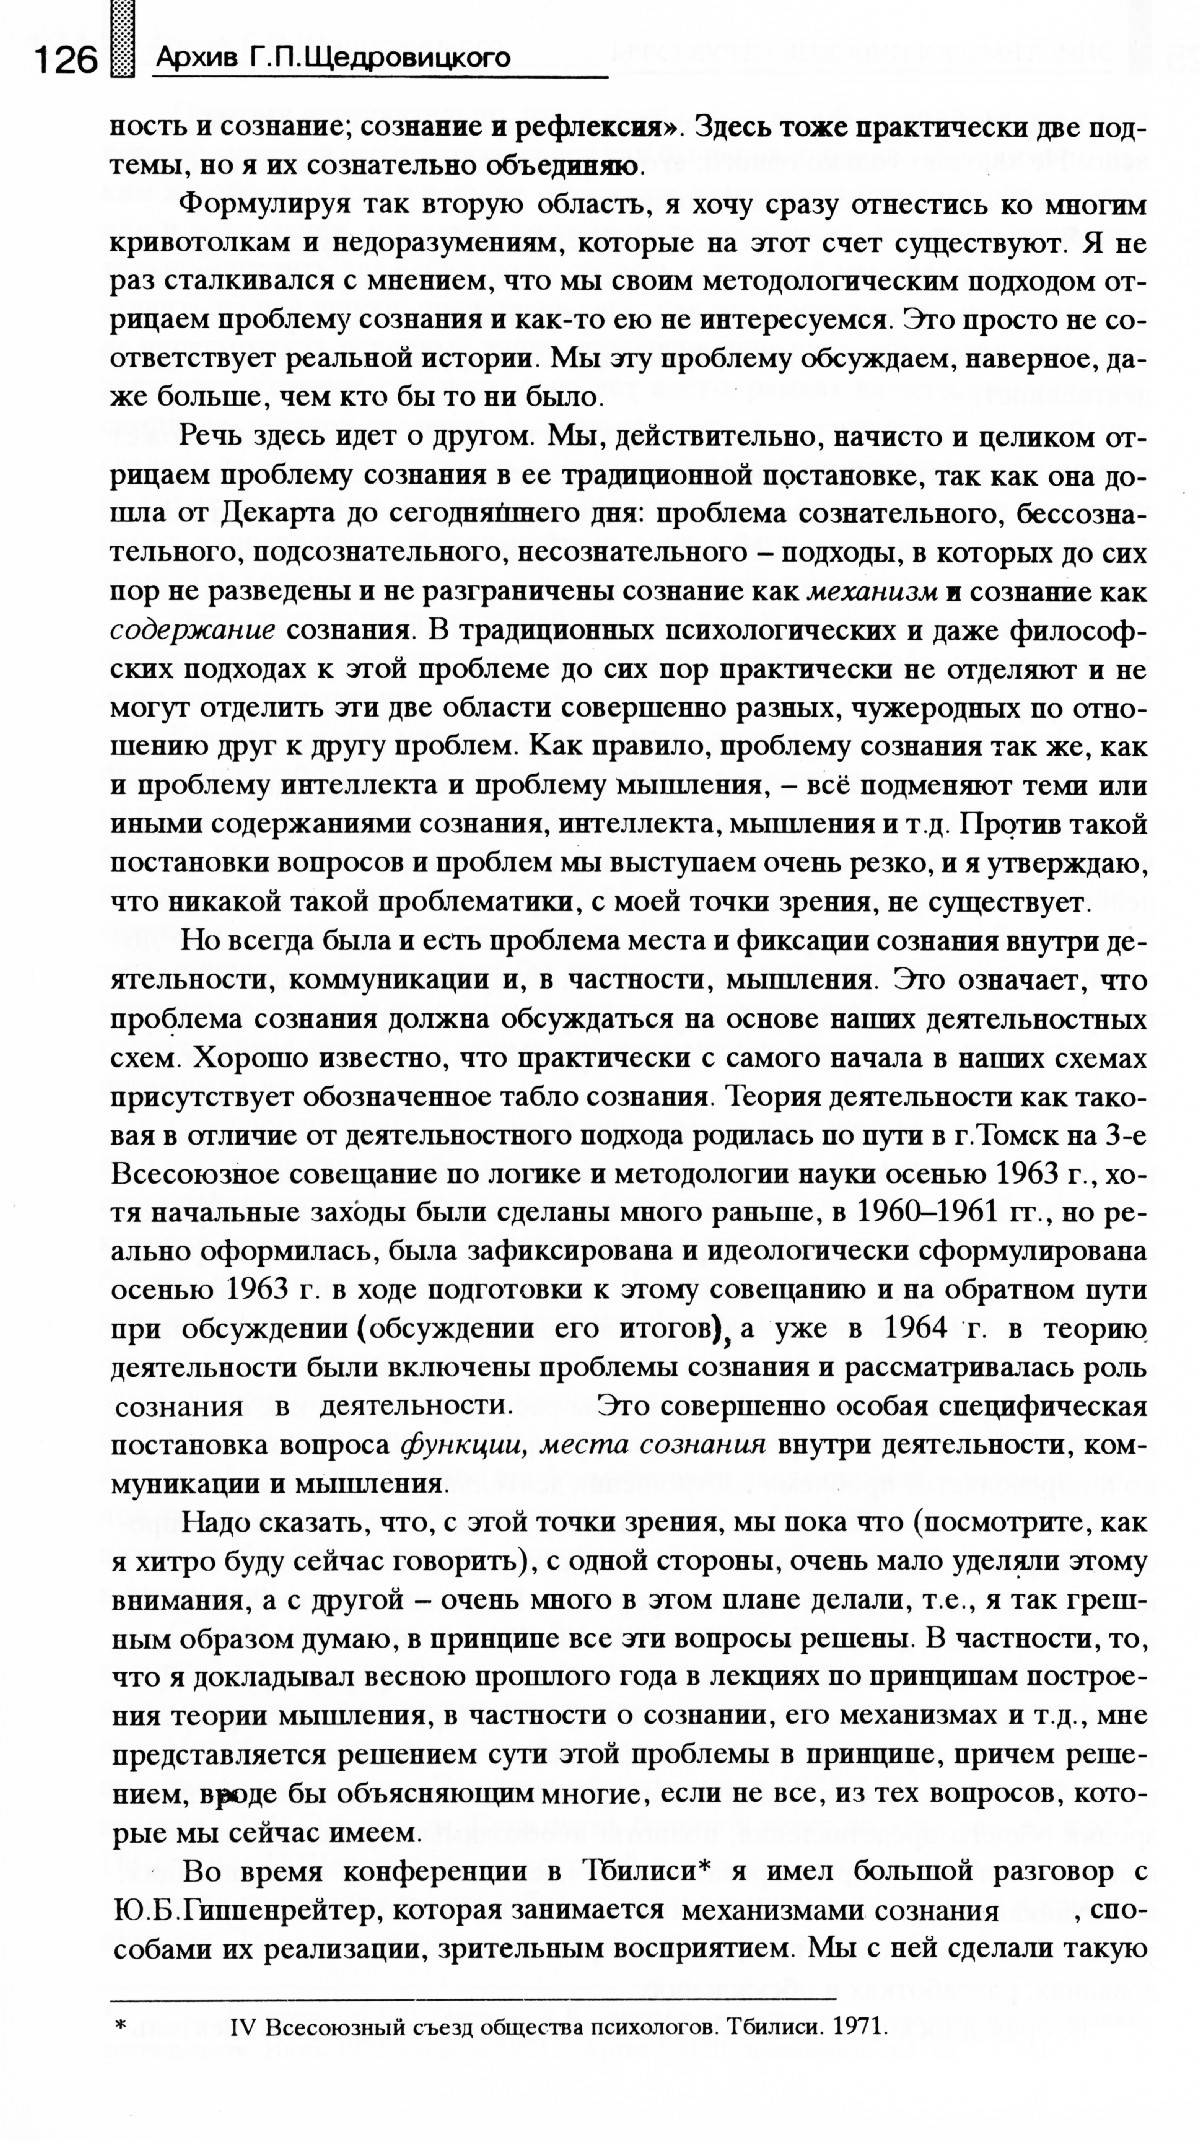 126 Архив Г.П.Щедровицкого
ность и сознание; сознание и рефлексия». Здесь тоже практически две под-
темы, но я их сознательно объединяю.
Формулируя так вторую область, я хочу сразу отнестись ко многим
кривотолкам и недоразумениям, которые на этот счет существуют. Я не
раз сталкивался с мнением, что мы своим методологическим подходом от-
рицаем проблему сознания и как-то ею не интересуемся. Это просто не со-
ответствует реальной истории. Мы эту проблему обсуждаем, наверное, да-
же больше, чем кто бы то ни было.
Речь здесь идет о другом. Мы, действительно, начисто и целиком от-
рицаем проблему сознания в ее традиционной постановке, так как она до-
шла от Декарта до сегодняшнего дня: проблема сознательного, бессозна-
тельного, подсознательного, несознательного – подходы, в которых до сих
пор не разведены и не разграничены сознание как механизм и сознание как
содержание сознания. В традиционных психологических и даже философ-
ских подходах к этой проблеме до сих пор практически не отделяют и не
могут отделить эти две области совершенно разных, чужеродных по отно-
шению друг к другу проблем. Как правило, проблему сознания так же, как
и проблему интеллекта и проблему мышления, – всё подменяют теми или
иными содержаниями сознания, интеллекта, мышления и т.д. Против такой
постановки вопросов и проблем мы выступаем очень резко, и я утверждаю,
что никакой такой проблематики, с моей точки зрения, не существует.
Но всегда была и есть проблема места и фиксации сознания внутри де-
ятельности, коммуникации и, в частности, мышления. Это означает, что
проблема сознания должна обсуждаться на основе наших деятельностных
схем. Хорошо известно, что практически с самого начала в наших схемах
присутствует обозначенное табло сознания. Теория деятельности как тако-
вая в отличие от деятельностного подхода родилась по пути в г.Томск на 3-е
Всесоюзное совещание по логике и методологии науки осенью 1963 г., хо-
тя начальные заходы были сделаны много раньше, в 1960–1961 гг., но ре-
ально оформилась, была зафиксирована и идеологически сформулирована
осенью 1963 г. в ходе подготовки к этому совещанию и на обратном пути
при обсуждении (обсуждении его итогов), а уже в 1964 г. в теорию
деятельности были включены проблемы сознания и рассматривалась роль
сознания в деятельности. Это совершенно особая специфическая
постановка вопроса функции, места сознания внутри деятельности, ком-
муникации и мышления.
Надо сказать, что, с этой точки зрения, мы пока что (посмотрите, как
я хитро буду сейчас говорить), с одной стороны, очень мало уделяли этому
внимания, а с другой – очень много в этом плане делали, т.е., я так греш-
ным образом думаю, в принципе все эти вопросы решены. В частности, то,
что я докладывал весною прошлого года в лекциях по принципам построе-
ния теории мышления, в частности о сознании, его механизмах и т.д., мне
представляется решением сути этой проблемы в принципе, причем реше-
нием, вроде бы объясняющим многие, если не все, из тех вопросов, кото-
рые мы сейчас имеем.
Во время конференции в Тбилиси* я имел большой разговор с
Ю.Б.Гиппенрейтер, которая занимается механизмами сознания , спо-
собами их реализации, зрительным восприятием. Мы с ней сделали такую
* IV Всесоюзный съезд общества психологов. Тбилиси. 1971.